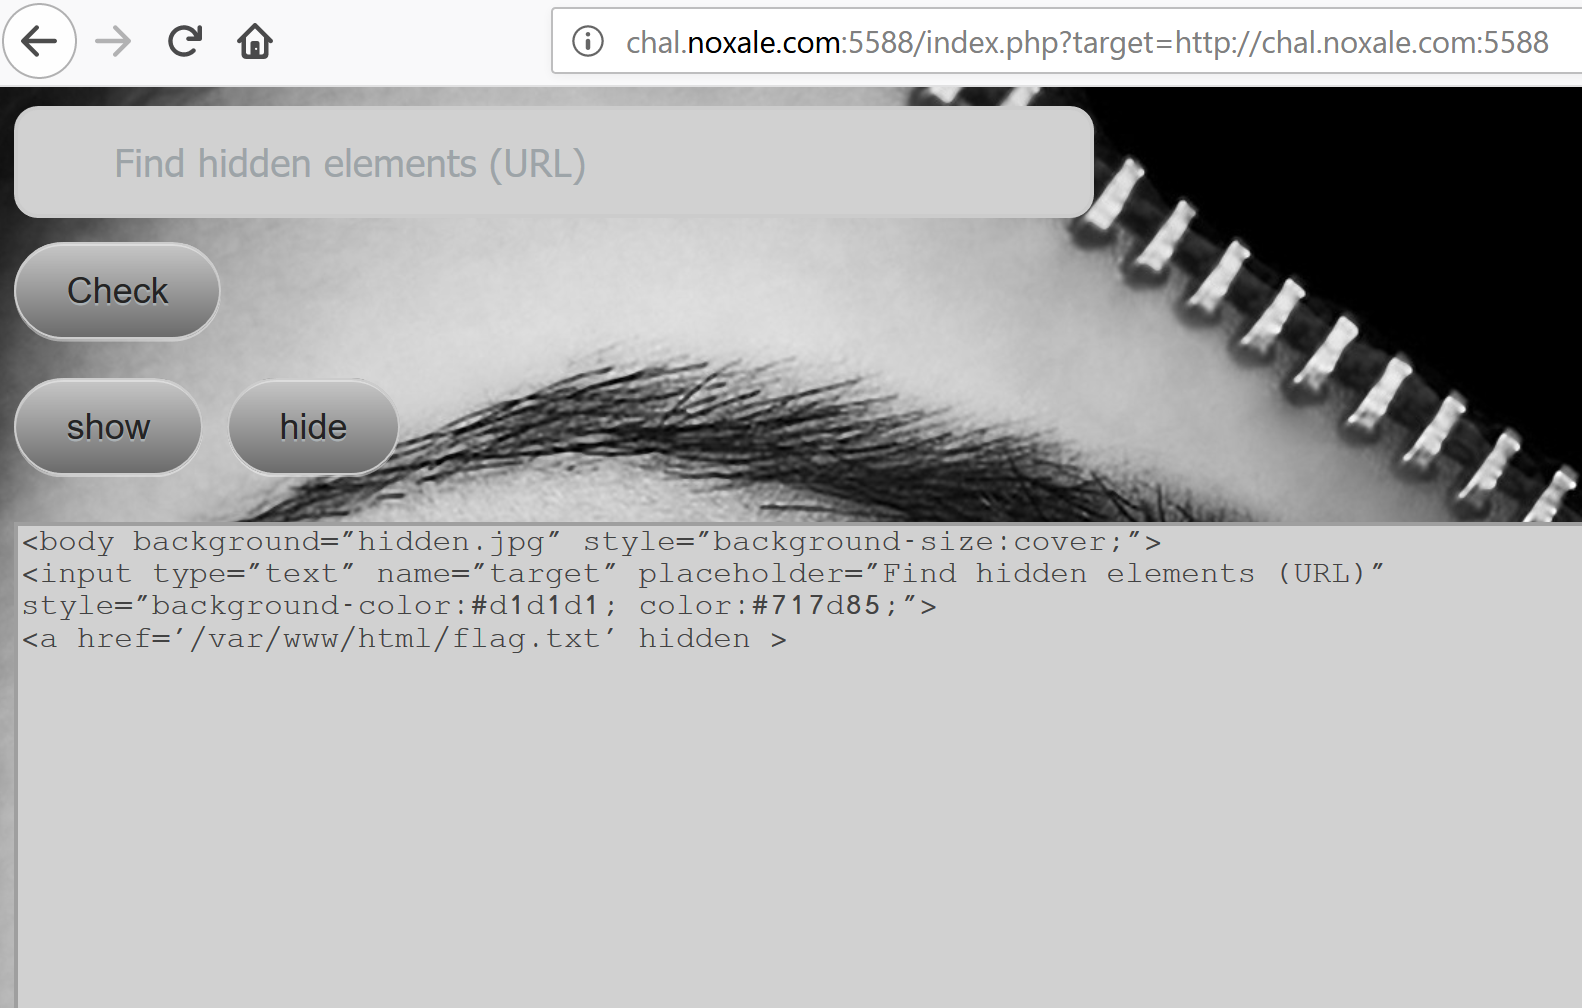 chal.noxale.com:5588/index.php?target=http://chal.noxale.com:5588
Find hidden elements (URL)
Check
show hide
<body background="hidden.jpg" style="background-size:cover;">
<input type="text" name="target" placeholder="Find hidden elements (URL)"
style="background-color:#d1d1d1; color:#717d85;">
<a href='/var/www/html/flag.txt' hidden >